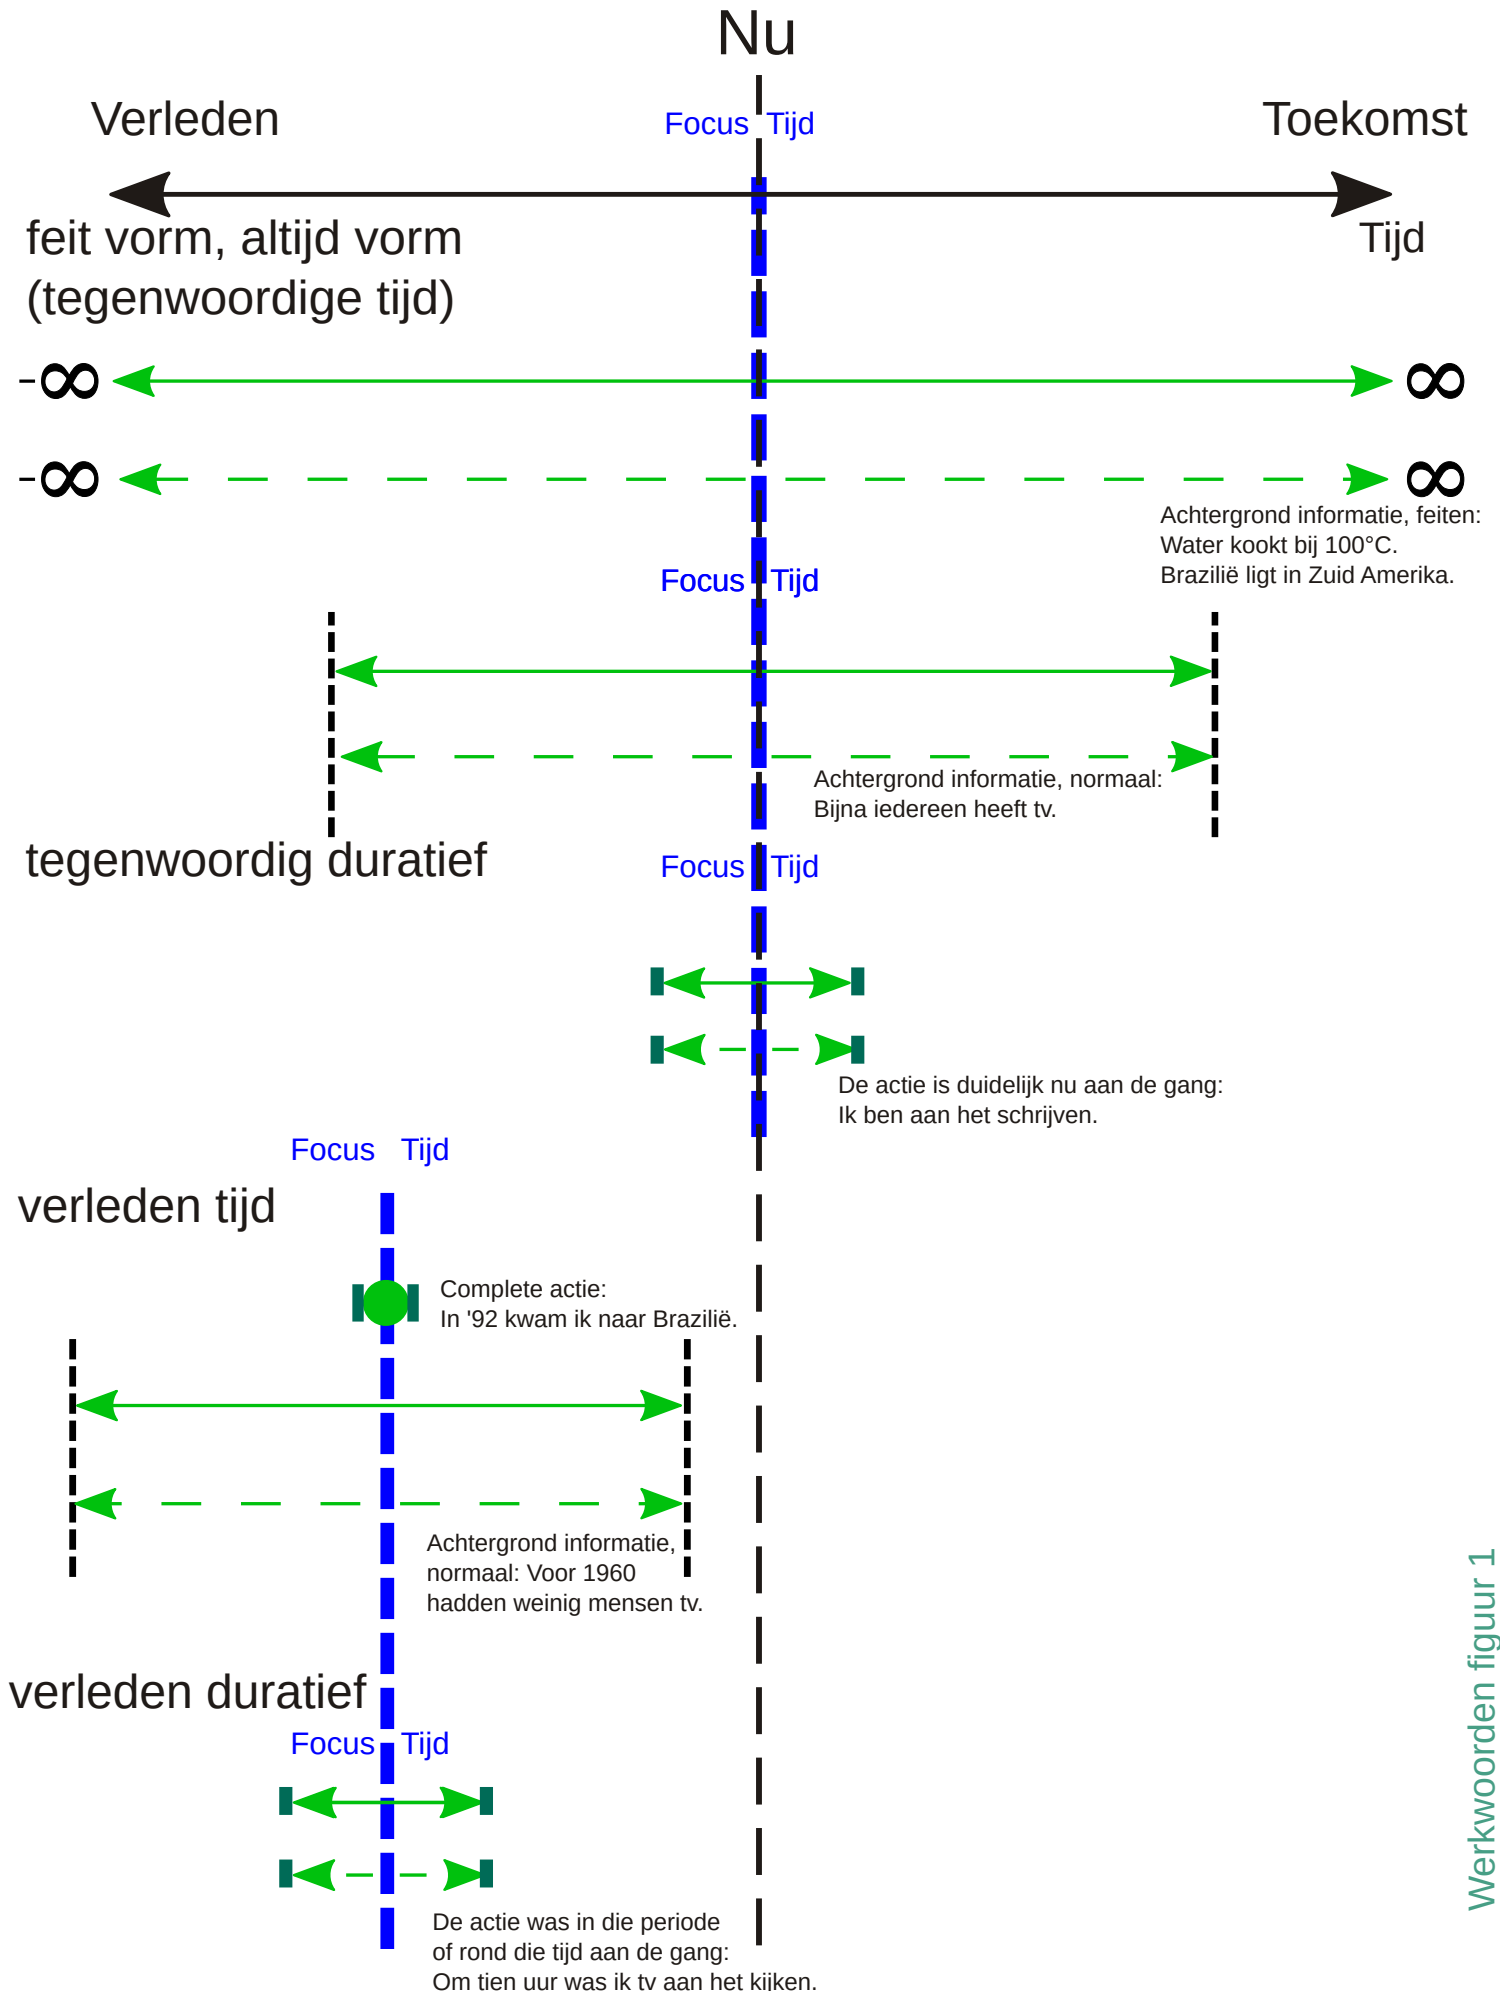 Nu
Verleden
Focus Tijd
Toekomst
Tijd
feit vorm, altijd vorm
(tegenwoordige tijd)
-∞
∞
-∞
∞
Achtergrond informatie, feiten:
Water kookt bij 100°C.
Brazilië ligt in Zuid Amerika.
Focus Tijd
Achtergrond informatie, normaal:
Bijna iedereen heeft tv.
tegenwoordig duratief
Focus Tijd
De actie is duidelijk nu aan de gang:
Ik ben aan het schrijven.
Focus Tijd
verleden tijd
Complete actie:
In '92 kwam ik naar Brazilië.
Achtergrond informatie,
normaal: Voor 1960
hadden weinig mensen tv.
verleden duratief
Focus Tijd
De actie was in die periode
of rond die tijd aan de gang:
Om tien uur was ik tv aan het kijken.
Werkwoorden figuur 1